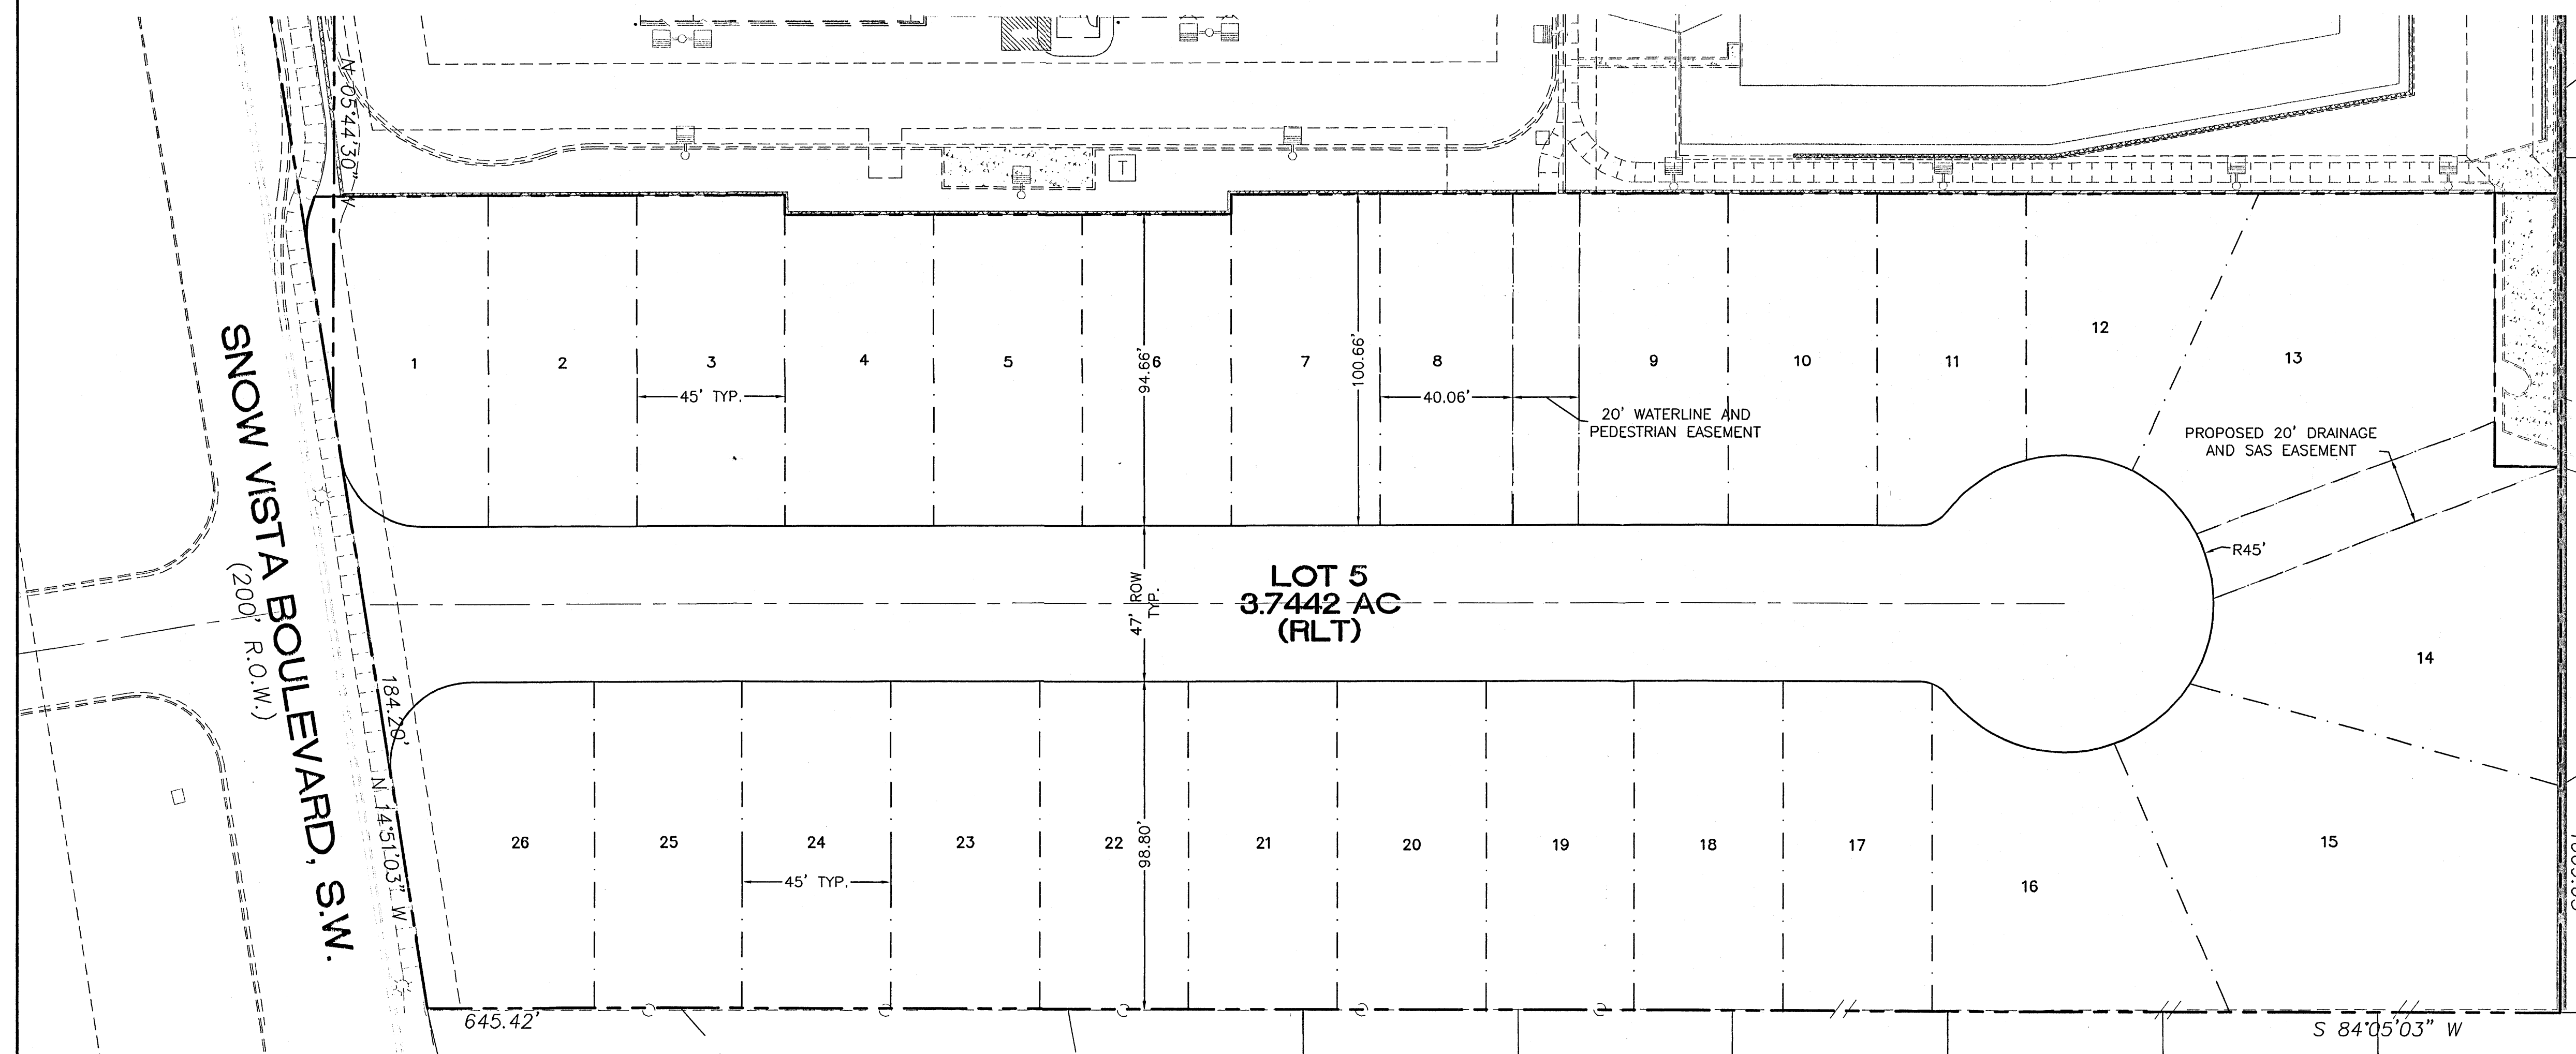 N 05°44'30" W
T
1
2
3
4
5
6
7
8
9
10
11
12
13
45' TYP.
94.66'
100.66'
40.06'
20' WATERLINE AND
PEDESTRIAN EASEMENT
PROPOSED 20' DRAINAGE
AND SAS EASEMENT
R45'
SNOW VISTA BOULEVARD, S.W.
(200' R.O.W.)
47' ROW
TYP.
LOT 5
3.7442 AC
(RLT)
184.20'
N 14°51'03" W
14
15
16
17
18
19
20
21
22
23
24
25
26
45' TYP.
98.80'
645.42'
S 84°05'03" W